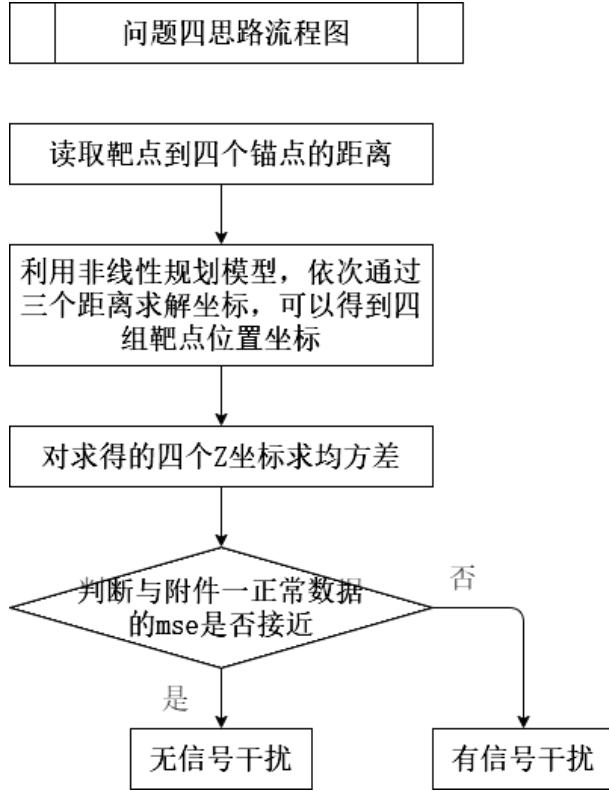 问题四思路流程图
读取靶点到四个锚点的距离
利用非线性规划模型，依次通过
三个距离求解坐标，可以得到四
组靶点位置坐标
对求得的四个Z坐标求均方差
判断与附件一正常数据
的mse是否接近
否
是
无信号干扰
有信号干扰